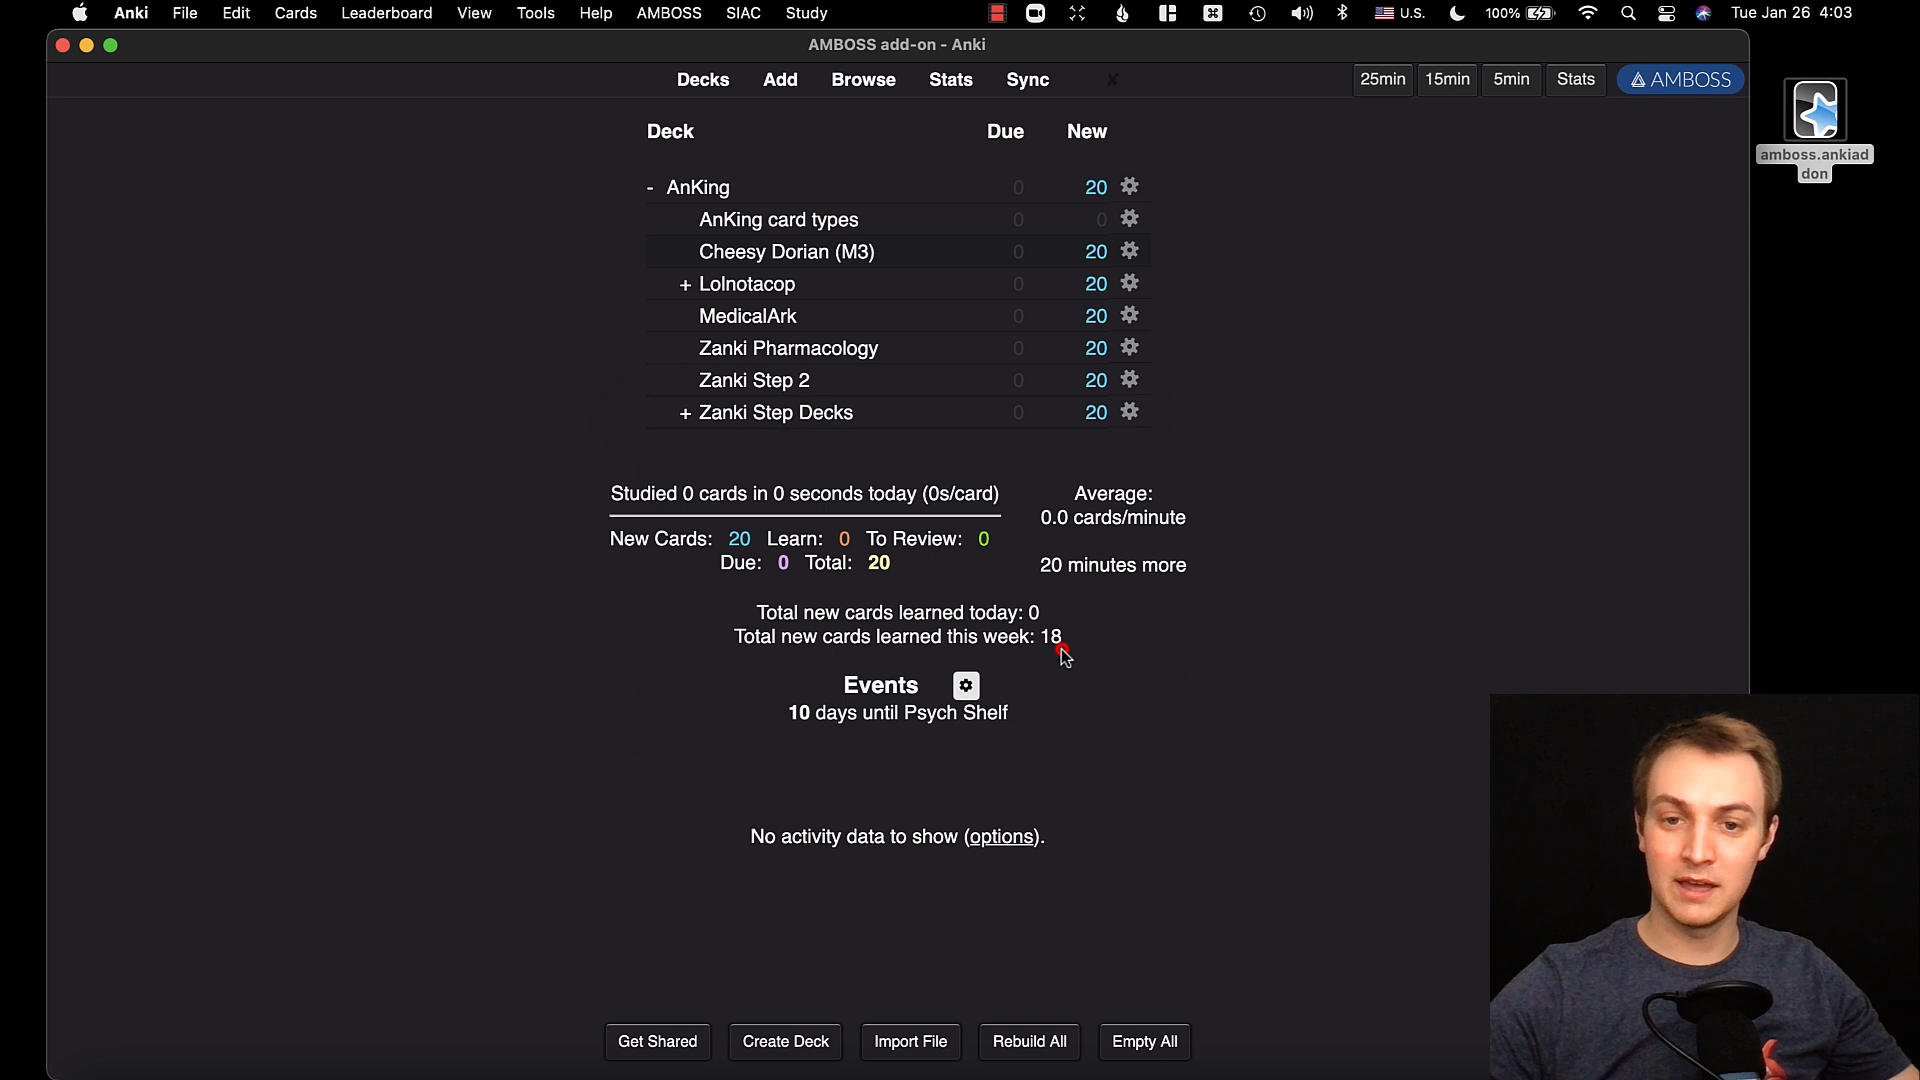 Anki File Edit Cards Leaderboard View Tools Help AMBOSS SIAC Study U.S. 100% Tue Jan 26 4:03
AMBOSS add-on - Anki
Decks Add Browse Stats Sync ✗ 25min 15min 5min Stats AMBOSS
amboss.ankiad
don
Deck Due New
- AnKing 0 20
AnKing card types 0 0
Cheesy Dorian (M3) 0 20
+ Lolnotacop 0 20
MedicalArk 0 20
Zanki Pharmacology 0 20
Zanki Step 2 0 20
+ Zanki Step Decks 0 20
Studied 0 cards in 0 seconds today (0s/card)
New Cards: 20 Learn: 0 To Review: 0
Due: 0 Total: 20
Average:
0.0 cards/minute
20 minutes more
Total new cards learned today: 0
Total new cards learned this week: 18
Events
10 days until Psych Shelf
No activity data to show (options).
Get Shared Create Deck Import File Rebuild All Empty All